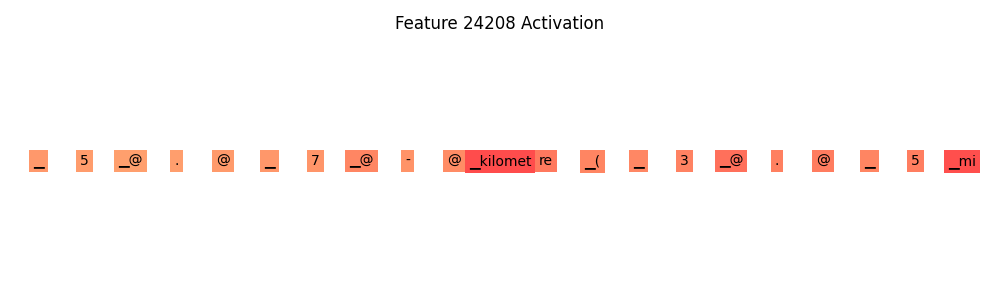 Feature 24208 Activation
▁ 5 ▁@ . @ ▁ 7 ▁@ - @ ▁kilomet re ▁( ▁ 3 ▁@ . @ ▁ 5 ▁mi